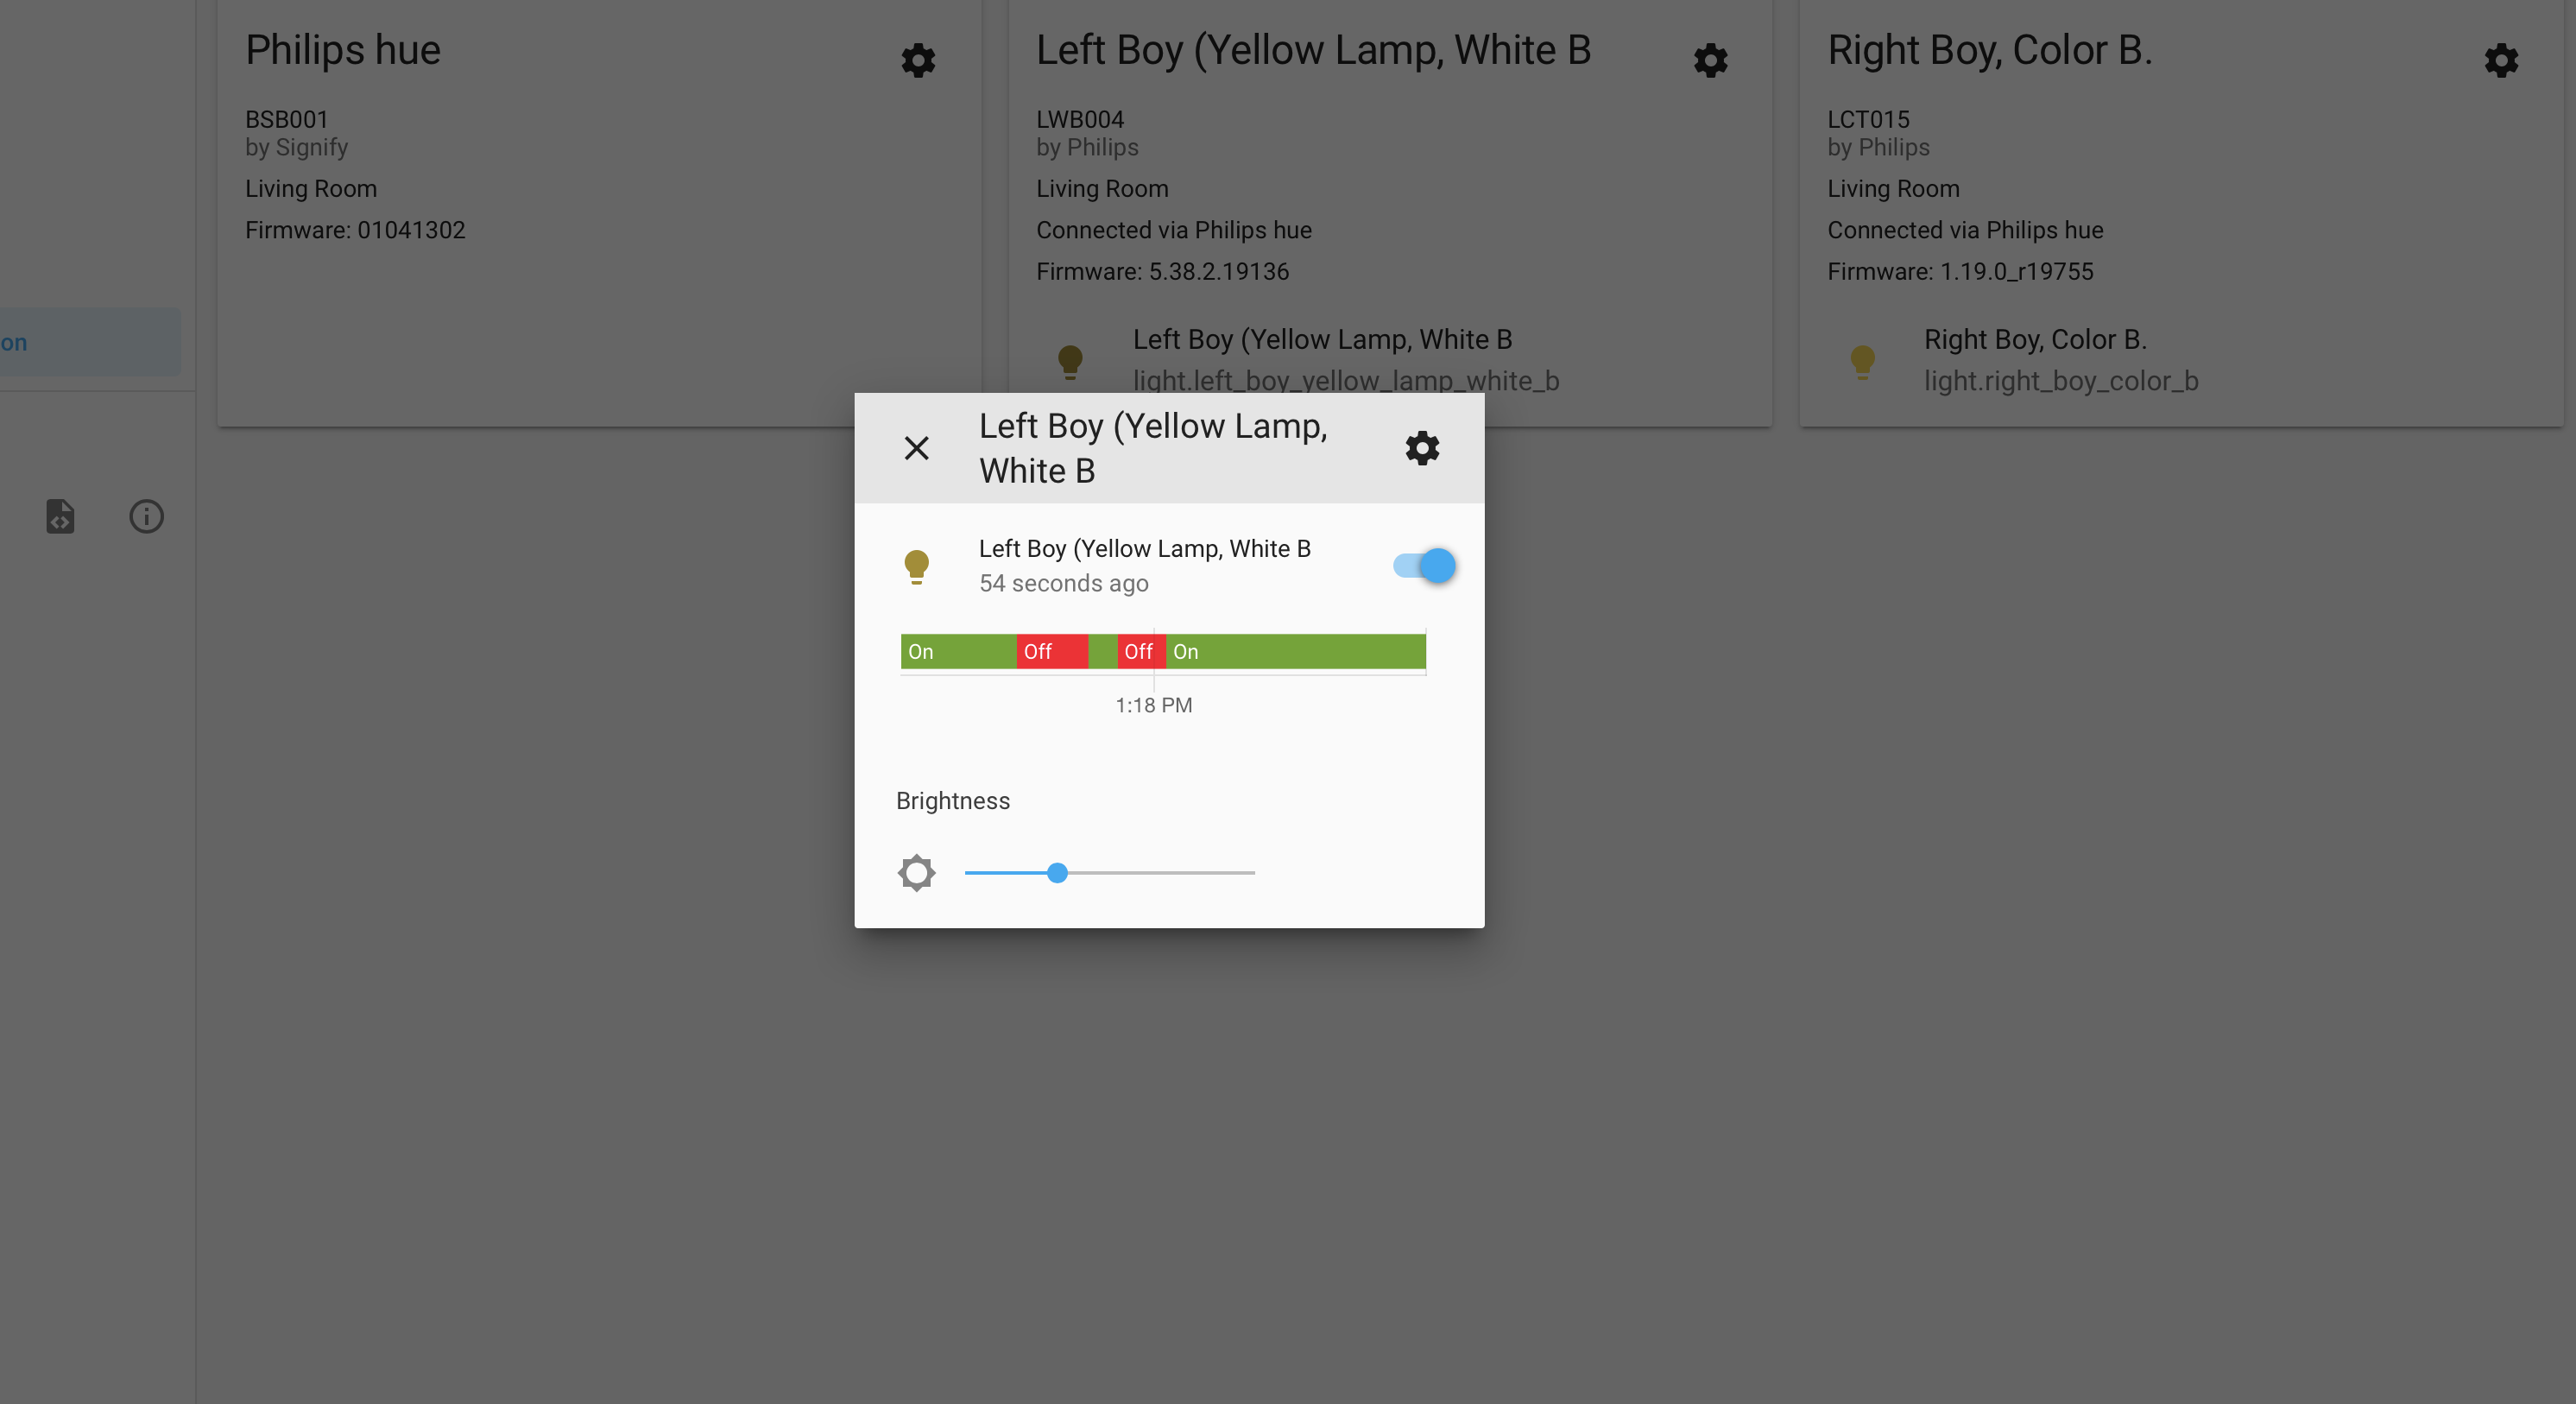 Philips hue
BSB001
by Signify
Living Room
Firmware: 01041302
Left Boy (Yellow Lamp, White B
LWB004
by Philips
Living Room
Connected via Philips hue
Firmware: 5.38.2.19136
Left Boy (Yellow Lamp, White B
light.left_boy_yellow_lamp_white_b
Right Boy, Color B.
LCT015
by Philips
Living Room
Connected via Philips hue
Firmware: 1.19.0_r19755
Right Boy, Color B.
light.right_boy_color_b
on
Left Boy (Yellow Lamp,
White B
Left Boy (Yellow Lamp, White B
54 seconds ago
On Off Off On
1:18 PM
Brightness